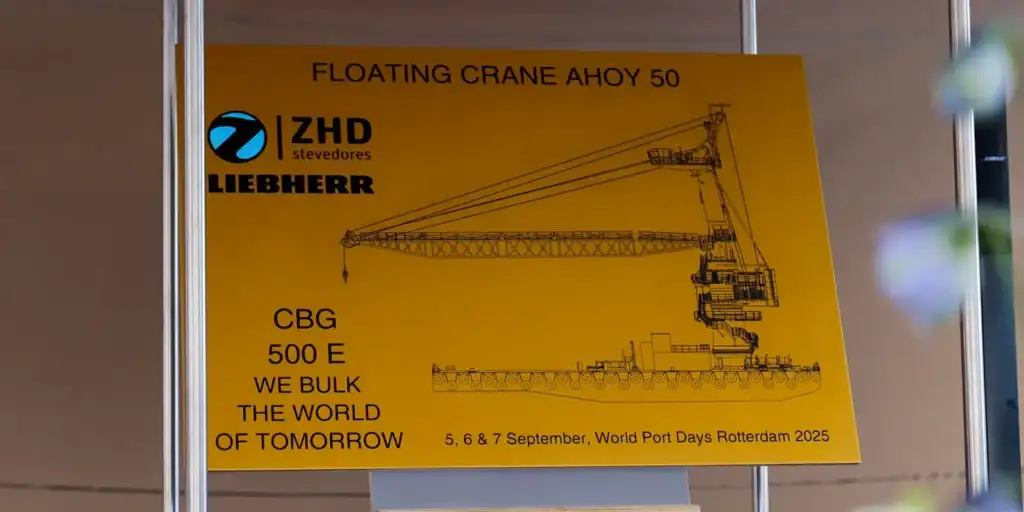 FLOATING CRANE AHOY 50
ZHD
stevedores
LIEBHERR
CBG
500 E
WE BULK
THE WORLD
OF TOMORROW
5, 6 & 7 September, World Port Days Rotterdam 2025